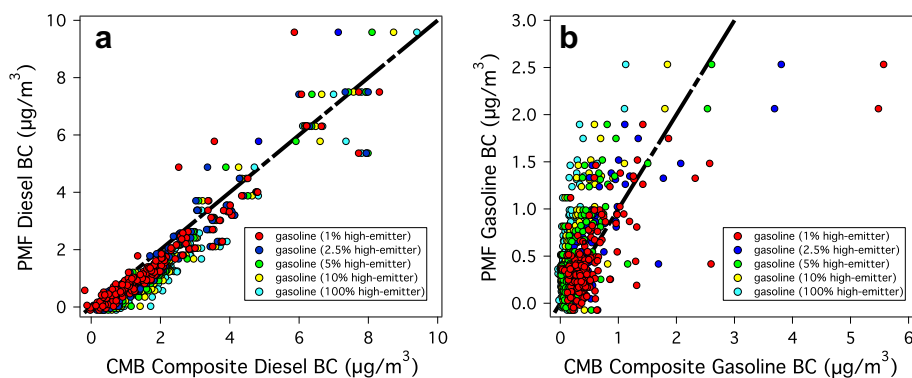 a
PMF Diesel BC (µg/m³)
10
8
6
4
2
0
gasoline (1% high-emitter)
gasoline (2.5% high-emitter)
gasoline (5% high-emitter)
gasoline (10% high-emitter)
gasoline (100% high-emitter)
0 2 4 6 8 10
CMB Composite Diesel BC (µg/m³)
b
PMF Gasoline BC (µg/m³)
3.0
2.5
2.0
1.5
1.0
0.5
0.0
gasoline (1% high-emitter)
gasoline (2.5% high-emitter)
gasoline (5% high-emitter)
gasoline (10% high-emitter)
gasoline (100% high-emitter)
0 1 2 3 4 5 6
CMB Composite Gasoline BC (µg/m³)